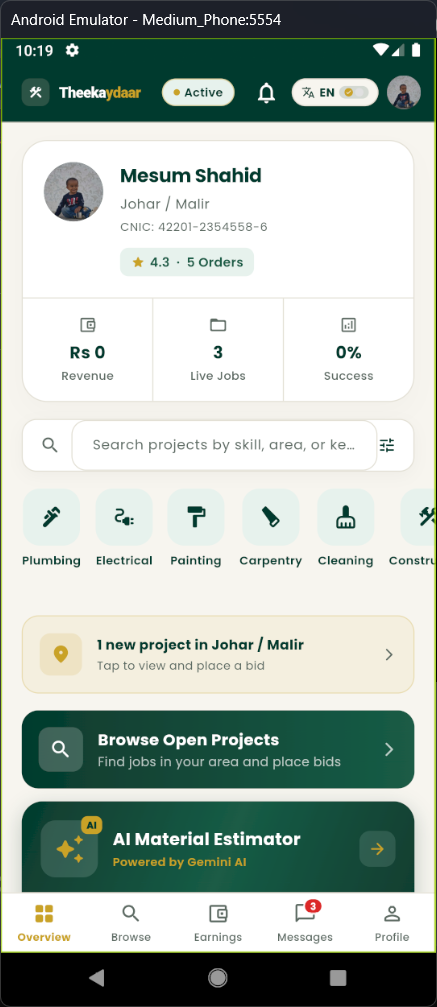 Android Emulator - Medium_Phone:5554
10:19
Theekaydaar
Active
EN
Mesum Shahid
Johar / Malir
CNIC: 42201-2354558-6
4.3 · 5 Orders
Rs 0
Revenue
3
Live Jobs
0%
Success
Search projects by skill, area, or ke...
Plumbing
Electrical
Painting
Carpentry
Cleaning
Constru
1 new project in Johar / Malir
Tap to view and place a bid
Browse Open Projects
Find jobs in your area and place bids
AI
AI Material Estimator
Powered by Gemini AI
Overview
Browse
Earnings
3
Messages
Profile